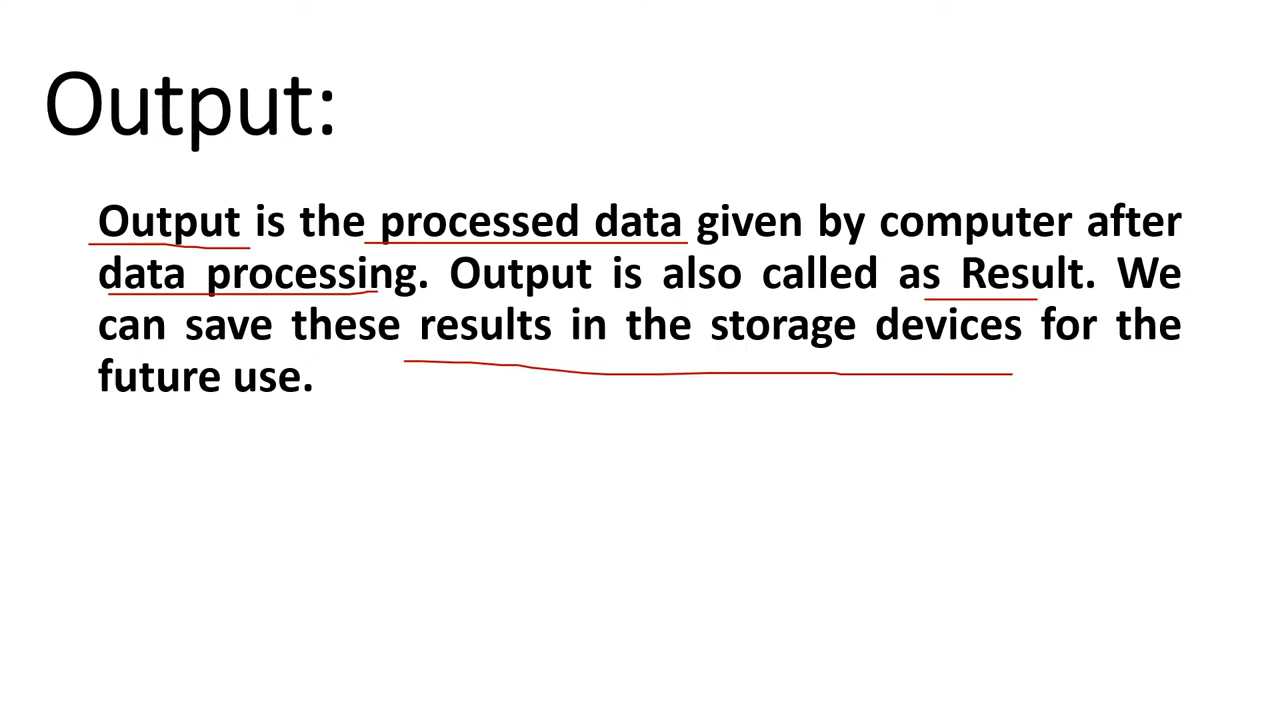 Output:
Output is the processed data given by computer after
data processing. Output is also called as Result. We
can save these results in the storage devices for the
future use.